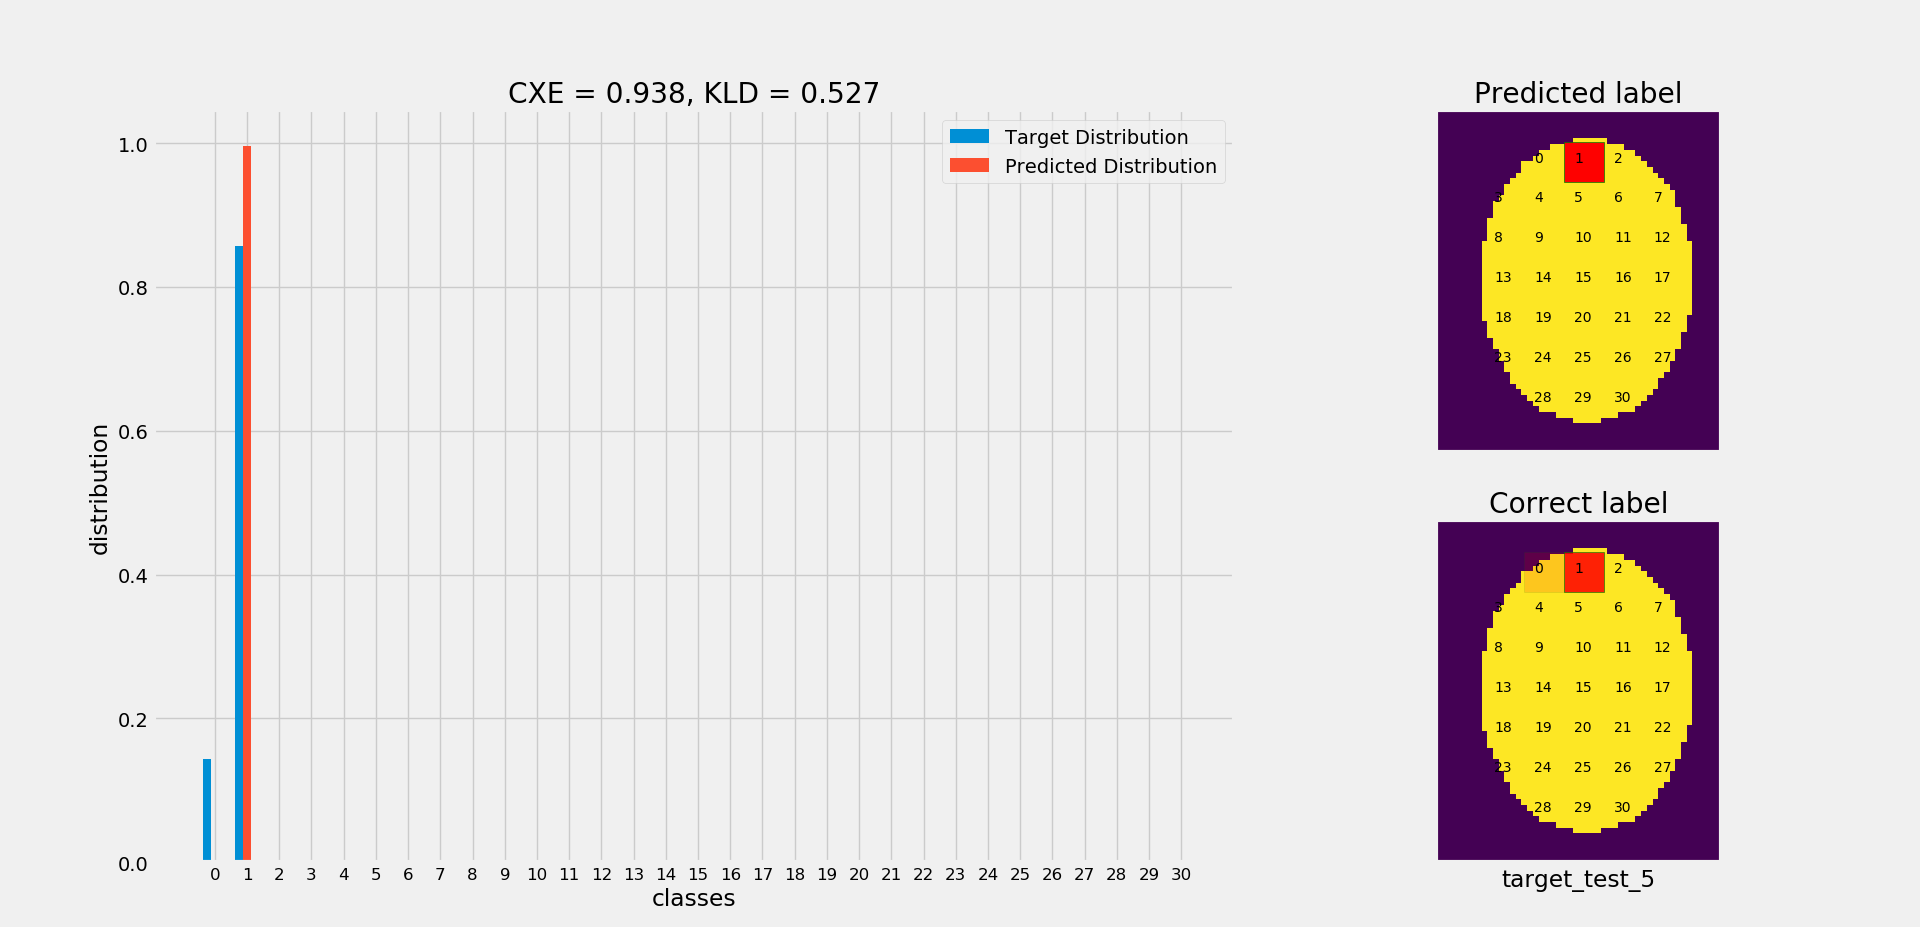 CXE = 0.938, KLD = 0.527
Target Distribution
Predicted Distribution
1.0
0.8
0.6
0.4
0.2
0.0
distribution
0 1 2 3 4 5 6 7 8 9 10 11 12 13 14 15 16 17 18 19 20 21 22 23 24 25 26 27 28 29 30
classes
Predicted label
0 1 2
3 4 5 6 7
8 9 10 11 12
13 14 15 16 17
18 19 20 21 22
23 24 25 26 27
28 29 30
Correct label
0 1 2
3 4 5 6 7
8 9 10 11 12
13 14 15 16 17
18 19 20 21 22
23 24 25 26 27
28 29 30
target_test_5